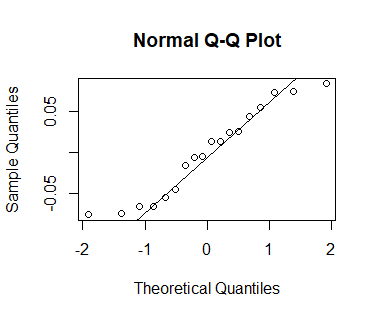 Normal Q-Q Plot
Sample Quantiles
0.05
-0.05
-2
-1
0
1
2
Theoretical Quantiles